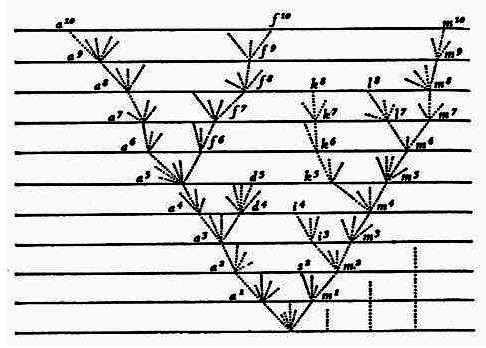 a¹⁰ f¹⁰ m¹⁰
a⁹ f⁹ m⁹
a⁸ f⁸ k⁸ l⁸ m⁸
a⁷ f⁷ k⁷ l⁷ m⁷
a⁶ f⁶ k⁶ m⁶
a⁵ d⁵ k⁵ m⁵
a⁴ d⁴ i⁴ m⁴
a³ i³ m³
a² s² m²
a¹ m¹